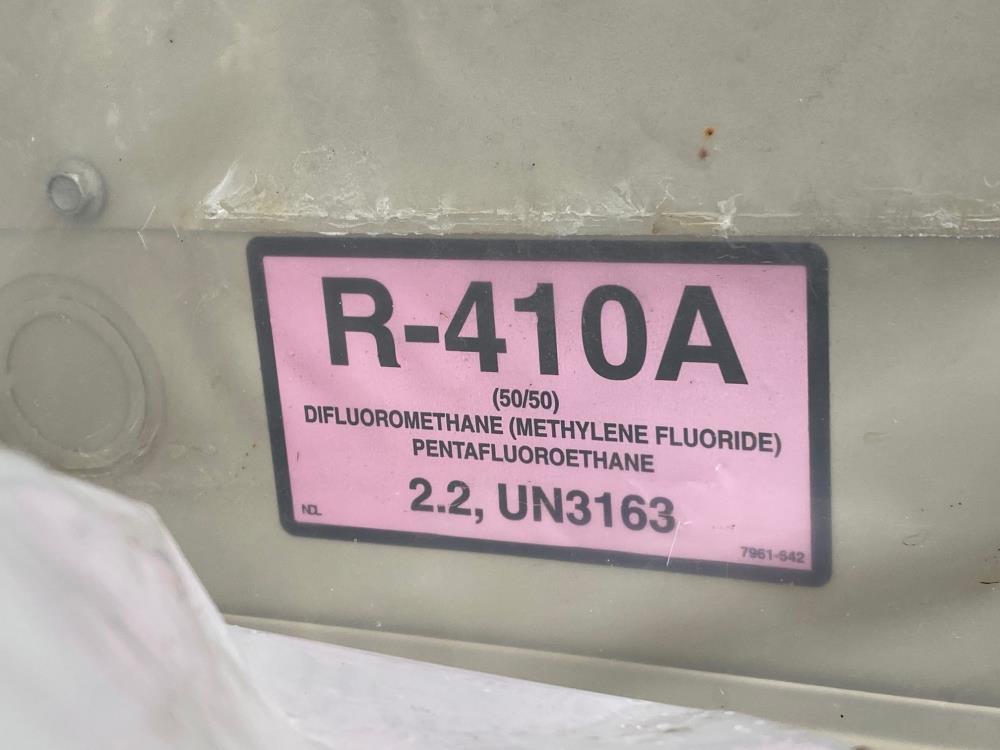 R-410A
(50/50)
DIFLUOROMETHANE (METHYLENE FLUORIDE)
PENTAFLUOROETHANE
2.2, UN3163
NDL
7961-642